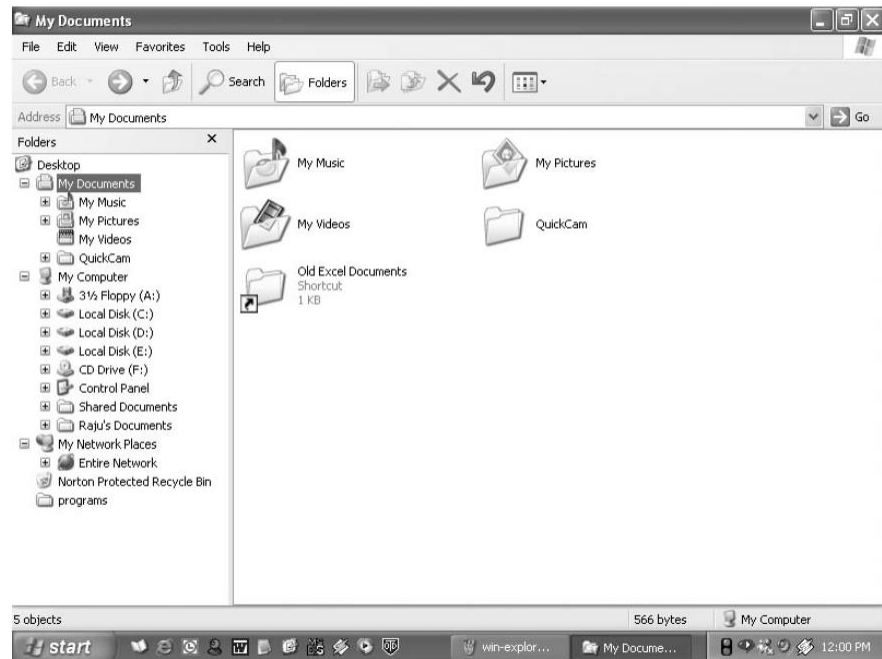 My Documents
File Edit View Favorites Tools Help
Back Search Folders
Address My Documents Go
Folders
Desktop
My Documents
My Music
My Pictures
My Videos
QuickCam
My Computer
3½ Floppy (A:)
Local Disk (C:)
Local Disk (D:)
Local Disk (E:)
CD Drive (F:)
Control Panel
Shared Documents
Raju's Documents
My Network Places
Entire Network
Norton Protected Recycle Bin
programs
My Music
My Pictures
My Videos
QuickCam
Old Excel Documents
Shortcut
1 KB
5 objects 566 bytes My Computer
start win-explor... My Docume... 12:00 PM